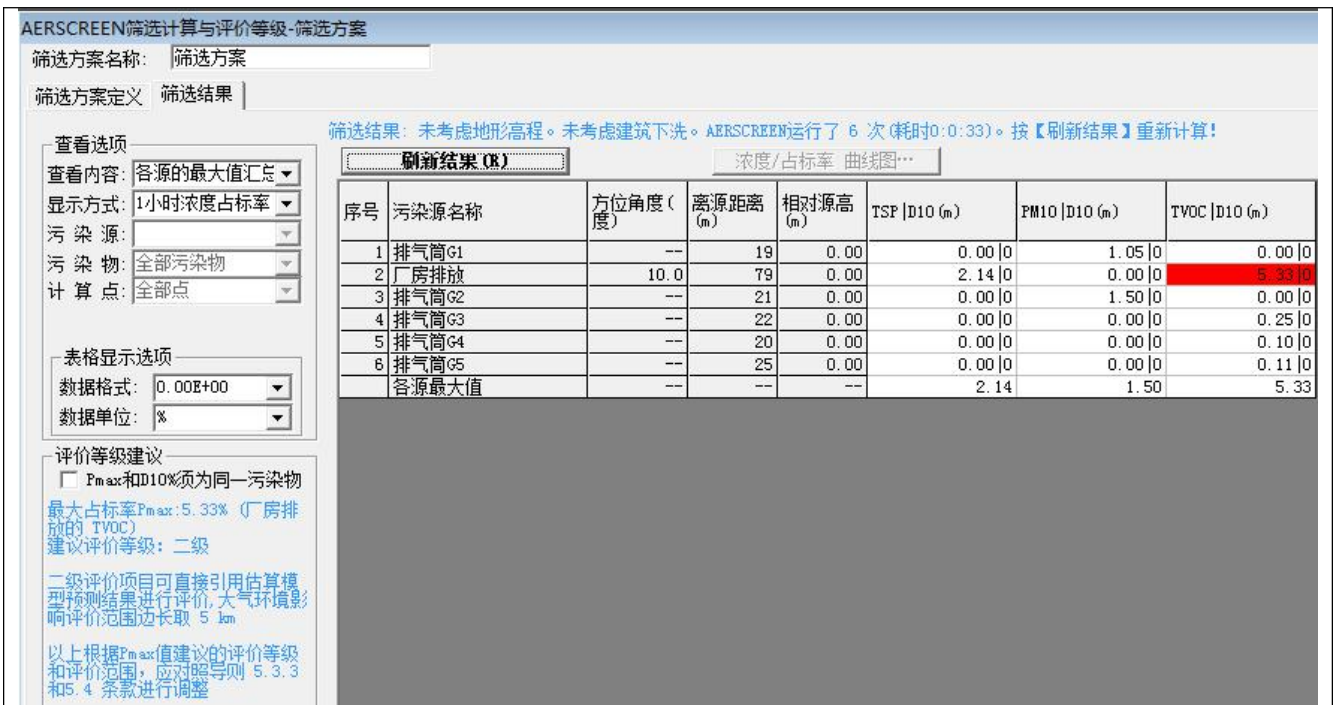 AERSCREEN筛选计算与评价等级-筛选方案
筛选方案名称: 筛选方案
筛选方案定义 筛选结果
筛选结果: 未考虑地形高程。未考虑建筑下洗。AERSCREEN运行了 6 次(耗时0:0:33)。按【刷新结果】重新计算!
刷新结果(R) 浓度/占标率 曲线图…
查看选项
查看内容: 各源的最大值汇总
显示方式: 1小时浓度占标率
污 染 源:
污 染 物: 全部污染物
计 算 点: 全部点
表格显示选项
数据格式: 0.00E+00
数据单位: %
评价等级建议
Pmax和D10%须为同一污染物
最大占标率Pmax:5.33% (厂房排
放的 TVOC)
建议评价等级: 二级
二级评价项目可直接引用估算模
型预测结果进行评价,大气环境影
响评价范围边长取 5 km
以上根据Pmax值建议的评价等级
和评价范围,应对照导则 5.3.3
和5.4 条款进行调整
序号 污染源名称 方位角度(度) 离源距离(m) 相对源高(m) TSP|D10(m) PM10|D10(m) TVOC|D10(m)
1 排气筒G1 -- 19 0.00 0.00|0 1.05|0 0.00|0
2 厂房排放 10.0 79 0.00 2.14|0 0.00|0 5.33|0
3 排气筒G2 -- 21 0.00 0.00|0 1.50|0 0.00|0
4 排气筒G3 -- 22 0.00 0.00|0 0.00|0 0.25|0
5 排气筒G4 -- 20 0.00 0.00|0 0.00|0 0.10|0
6 排气筒G5 -- 25 0.00 0.00|0 0.00|0 0.11|0
各源最大值 -- -- -- 2.14 1.50 5.33